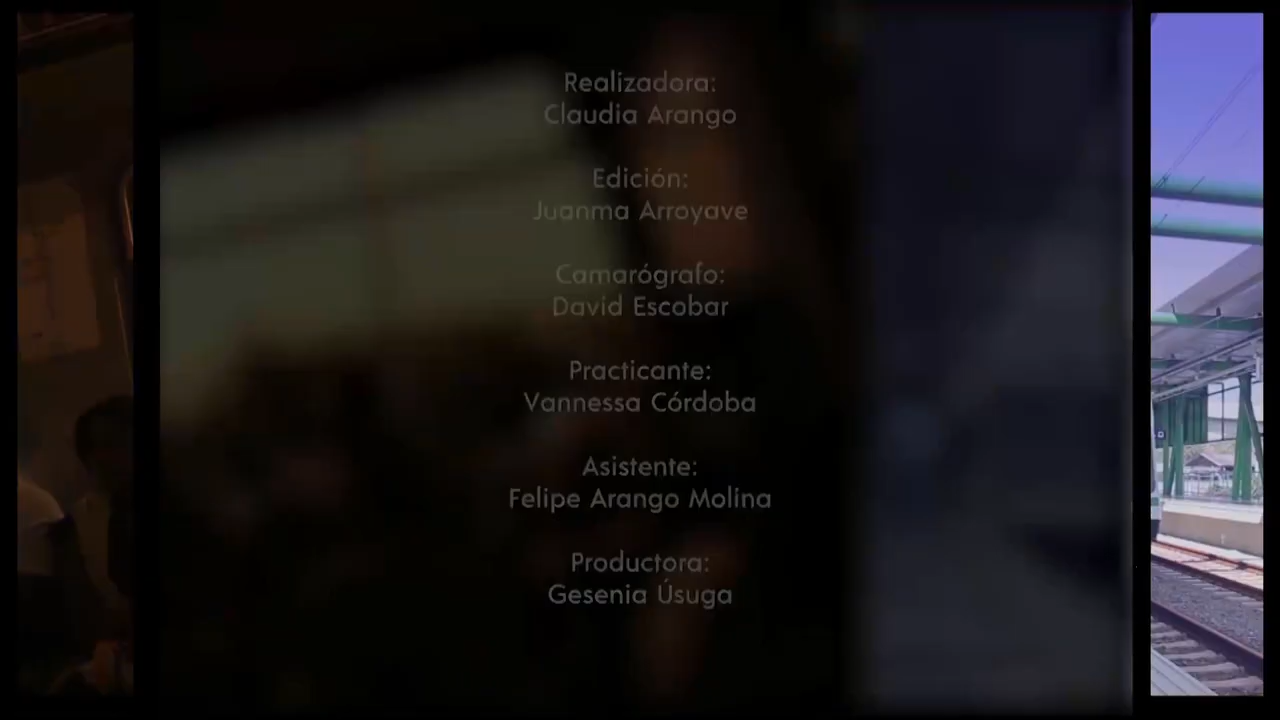 Realizadora:
Claudia Arango
Edición:
Juanma Arroyave
Camarógrafo:
David Escobar
Practicante:
Vannessa Córdoba
Asistente:
Felipe Arango Molina
Productora:
Gesenia Úsuga